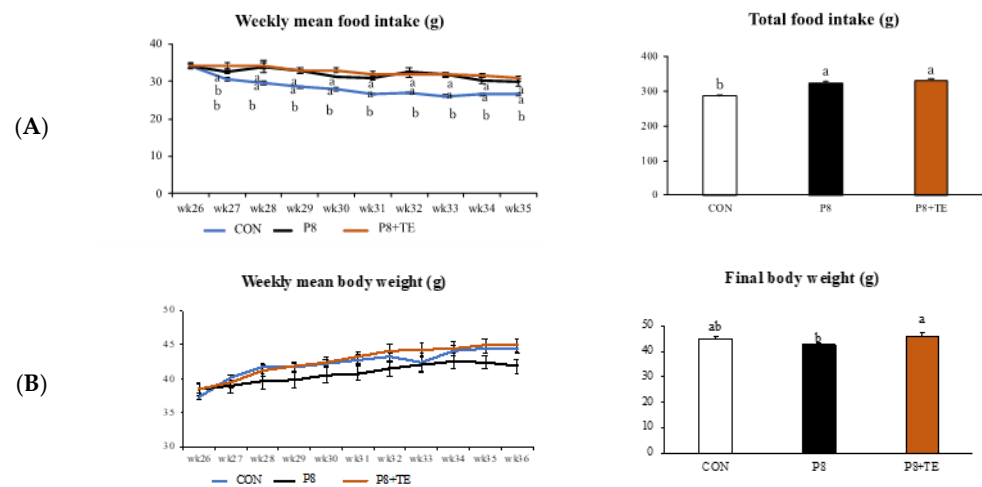 Weekly mean food intake (g)
40
30
20
10
0
a a a a a a a a a
b a a a a a a a a
b b b b b b b b b
wk26 wk27 wk28 wk29 wk30 wk31 wk32 wk33 wk34 wk35
CON P8 P8+TE
(A)
Total food intake (g)
400
300
200
100
0
b a a
CON P8 P8+TE
Weekly mean body weight (g)
50
45
40
35
30
wk26 wk27 wk28 wk29 wk30 wk31 wk32 wk33 wk34 wk35 wk36
CON P8 P8+TE
(B)
Final body weight (g)
50
40
30
20
10
0
ab b a
CON P8 P8+TE